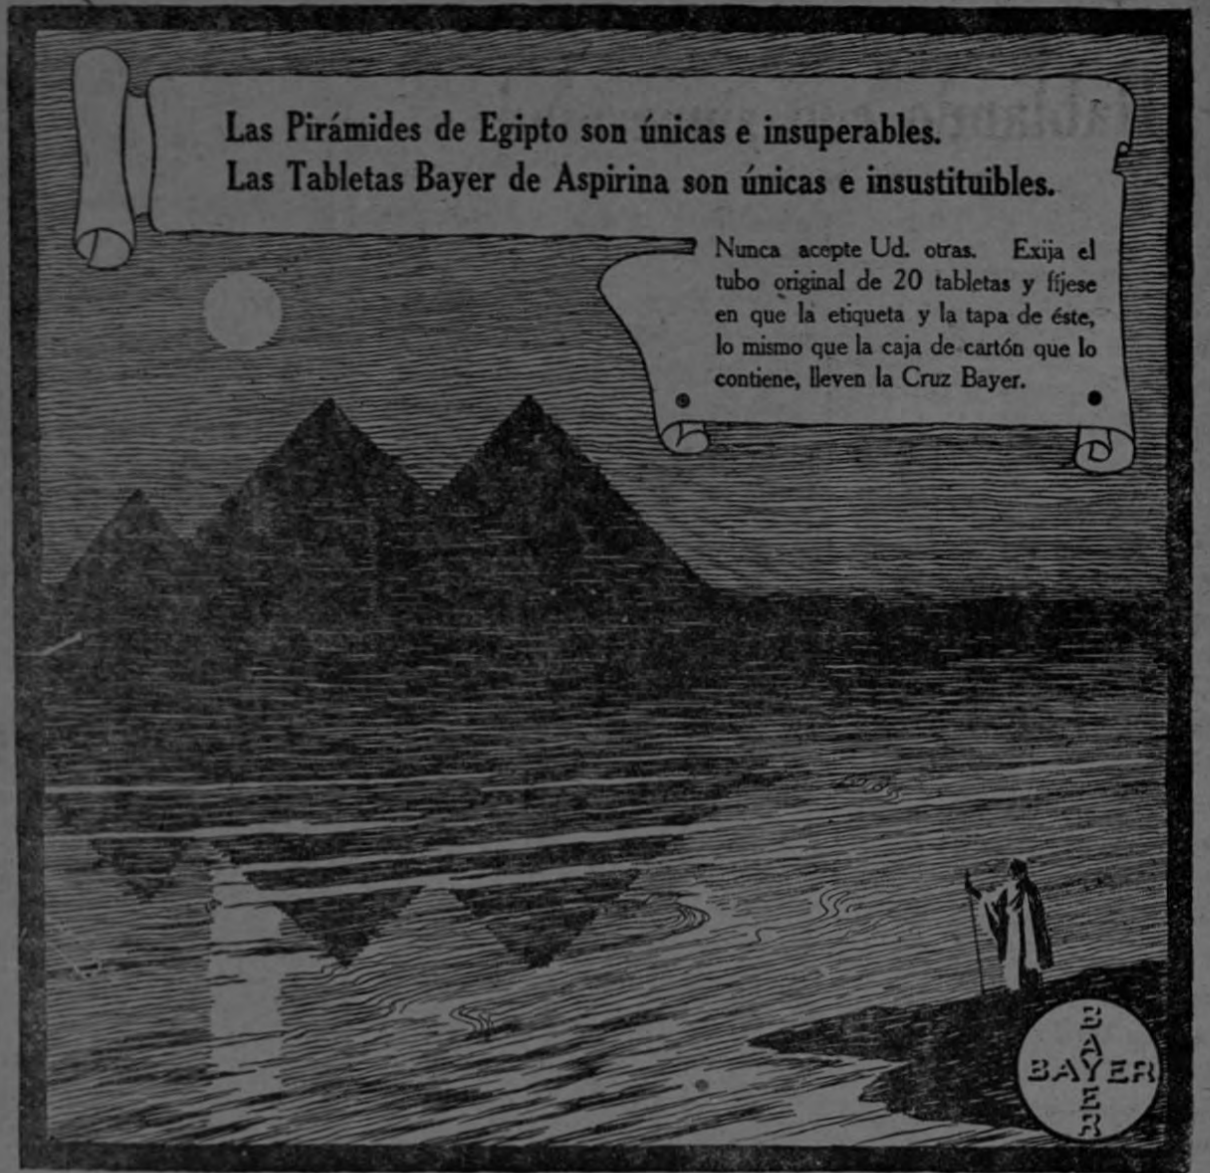 Las Pirámides de Egipto son únicas e insuperables.
Las Tabletas Bayer de Aspirina son únicas e insustituibles.
Nunca acepte Ud. otras. Exija el
tubo original de 20 tabletas y fíjese
en que la etiqueta y la tapa de éste,
lo mismo que la caja de cartón que lo
contiene, lleven la Cruz Bayer.
BAYER
BAYER